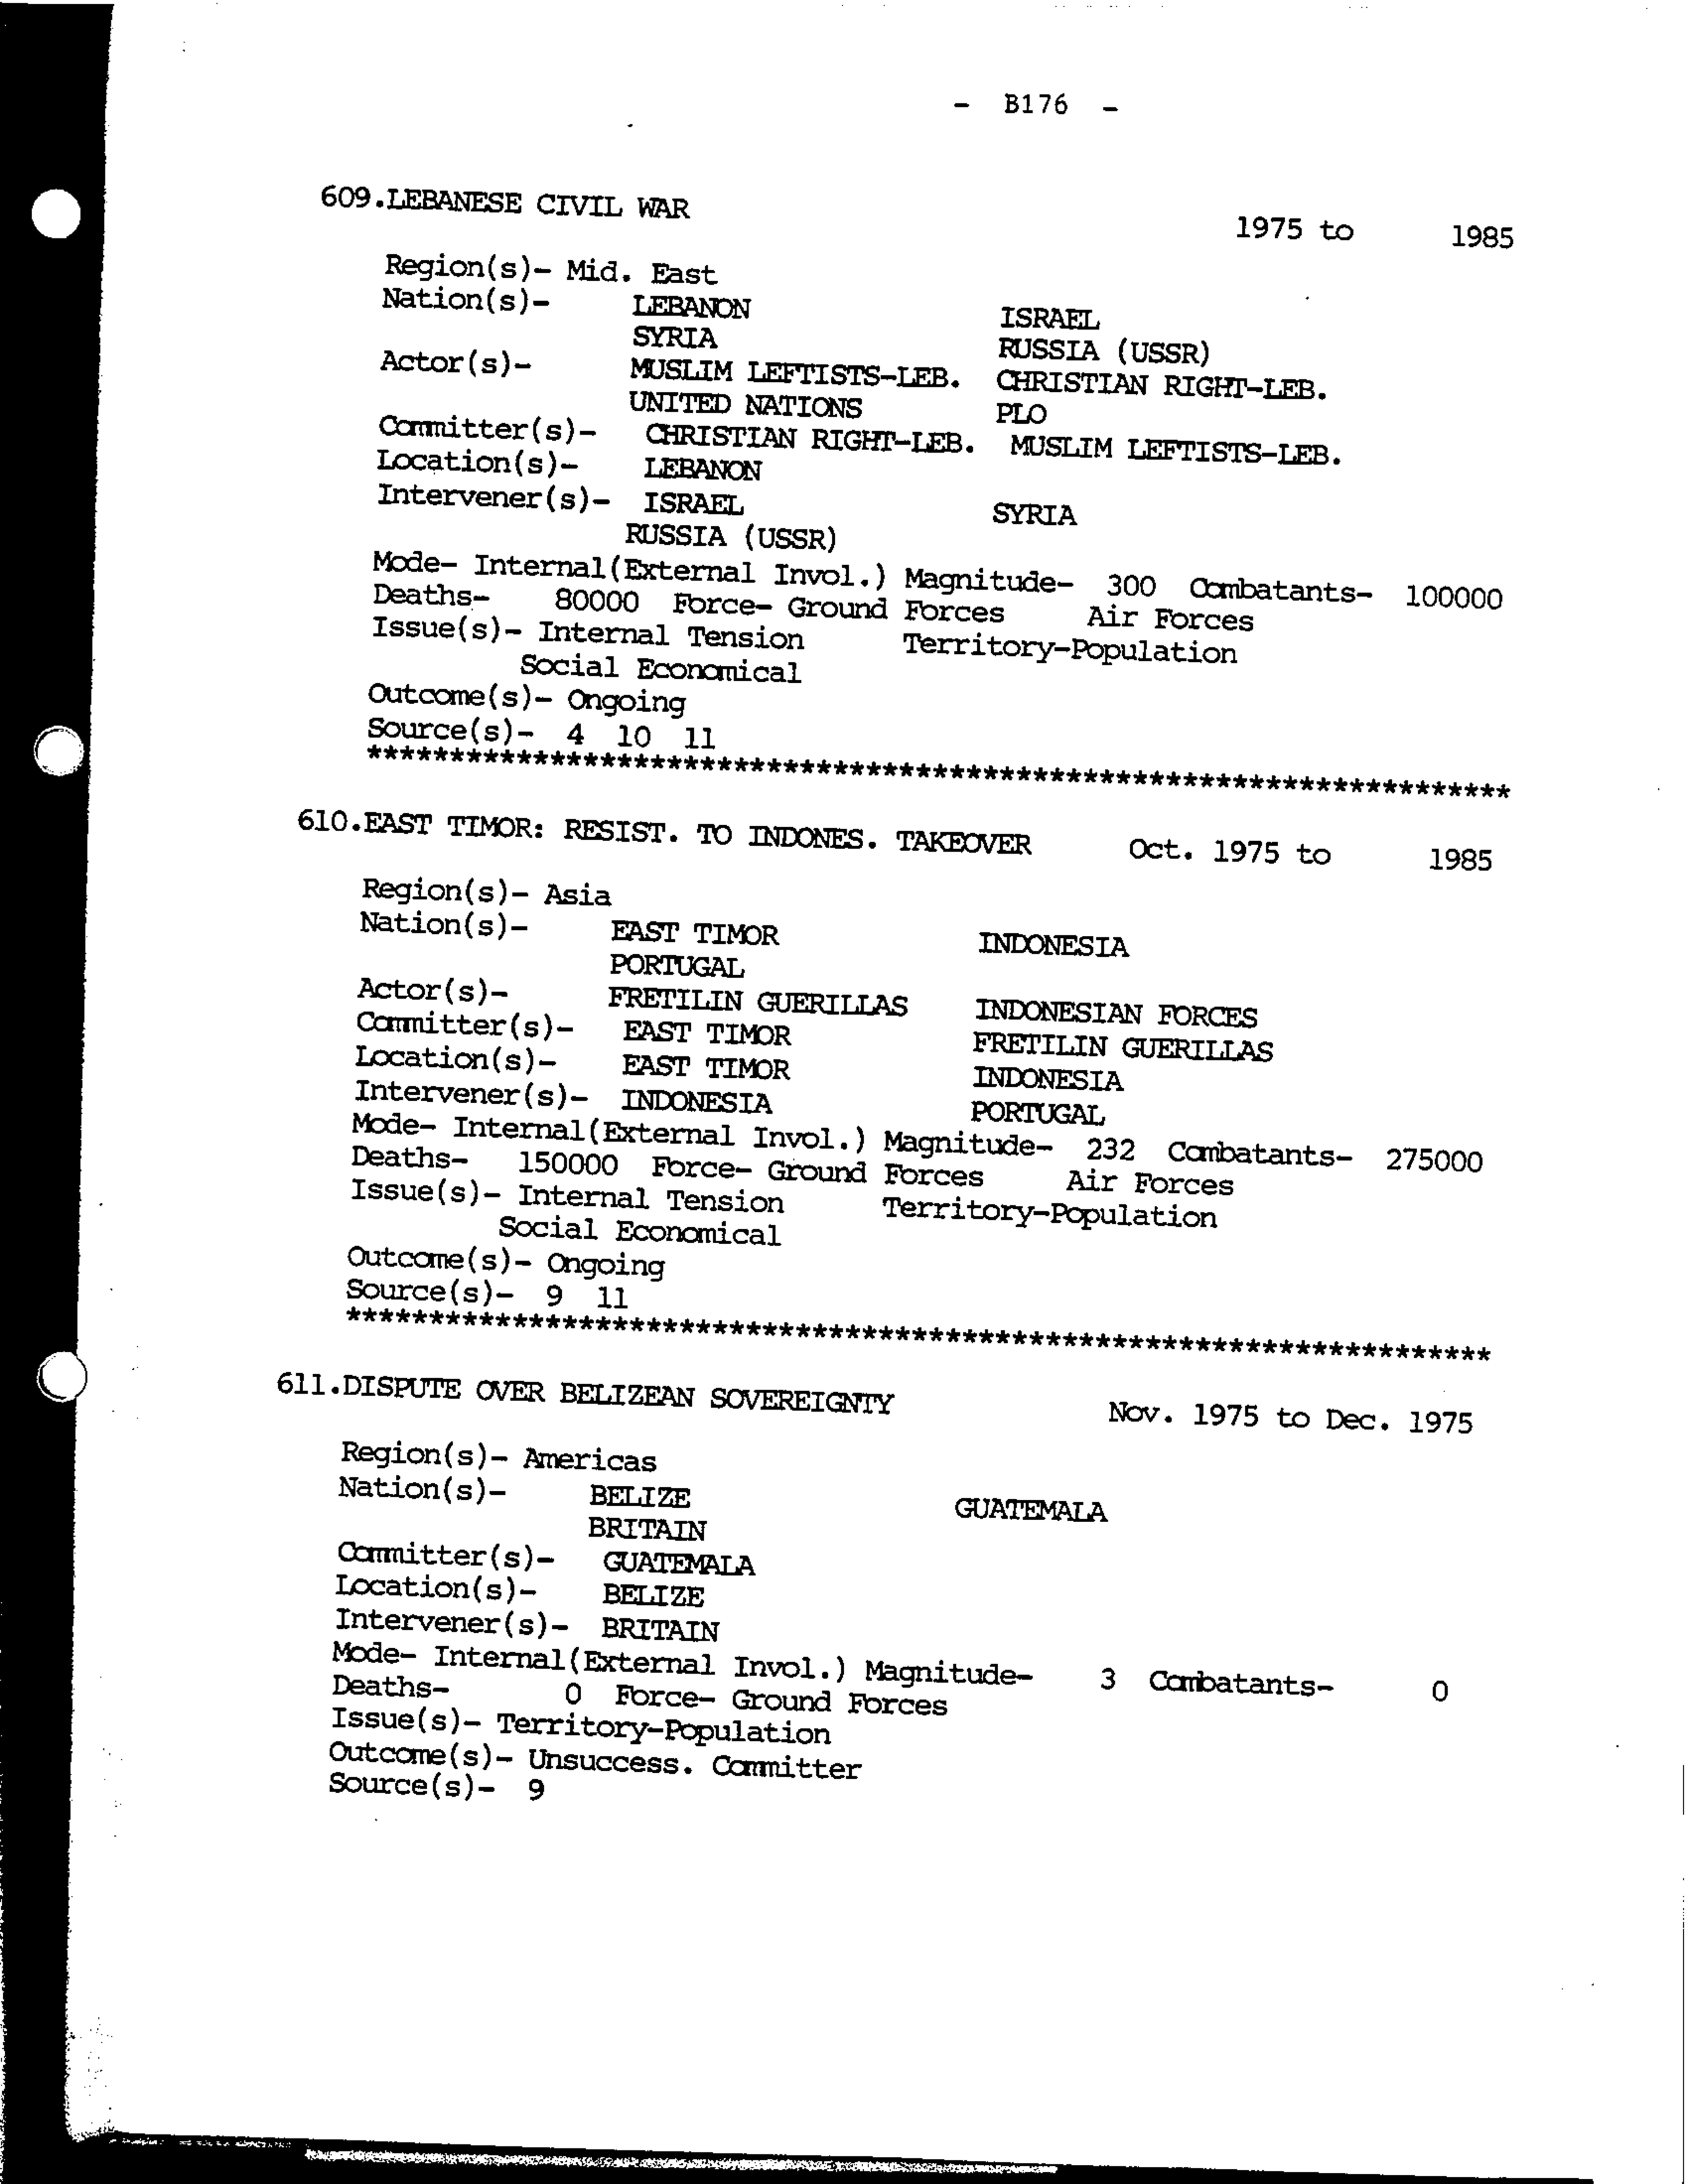 - B176 -
609.LEBANESE CIVIL WAR 1975 to 1985
Region(s)- Mid. East
Nation(s)- LEBANON ISRAEL
SYRIA RUSSIA (USSR)
Actor(s)- MUSLIM LEFTISTS-LEB. CHRISTIAN RIGHT-LEB.
UNITED NATIONS PLO
Committer(s)- CHRISTIAN RIGHT-LEB. MUSLIM LEFTISTS-LEB.
Location(s)- LEBANON
Intervener(s)- ISRAEL SYRIA
RUSSIA (USSR)
Mode- Internal(External Invol.) Magnitude- 300 Combatants- 100000
Deaths- 80000 Force- Ground Forces Air Forces
Issue(s)- Internal Tension Territory-Population
Social Economical
Outcome(s)- Ongoing
Source(s)- 4 10 11
*********************************************************************
610.EAST TIMOR: RESIST. TO INDONES. TAKEOVER Oct. 1975 to 1985
Region(s)- Asia
Nation(s)- EAST TIMOR INDONESIA
PORTUGAL
Actor(s)- FRETILIN GUERILLAS INDONESIAN FORCES
Committer(s)- EAST TIMOR FRETILIN GUERILLAS
Location(s)- EAST TIMOR INDONESIA
Intervener(s)- INDONESIA PORTUGAL
Mode- Internal(External Invol.) Magnitude- 232 Combatants- 275000
Deaths- 150000 Force- Ground Forces Air Forces
Issue(s)- Internal Tension Territory-Population
Social Economical
Outcome(s)- Ongoing
Source(s)- 9 11
*********************************************************************
611.DISPUTE OVER BELIZEAN SOVEREIGNTY Nov. 1975 to Dec. 1975
Region(s)- Americas
Nation(s)- BELIZE GUATEMALA
BRITAIN
Committer(s)- GUATEMALA
Location(s)- BELIZE
Intervener(s)- BRITAIN
Mode- Internal(External Invol.) Magnitude- 3 Combatants- 0
Deaths- 0 Force- Ground Forces
Issue(s)- Territory-Population
Outcome(s)- Unsuccess. Committer
Source(s)- 9